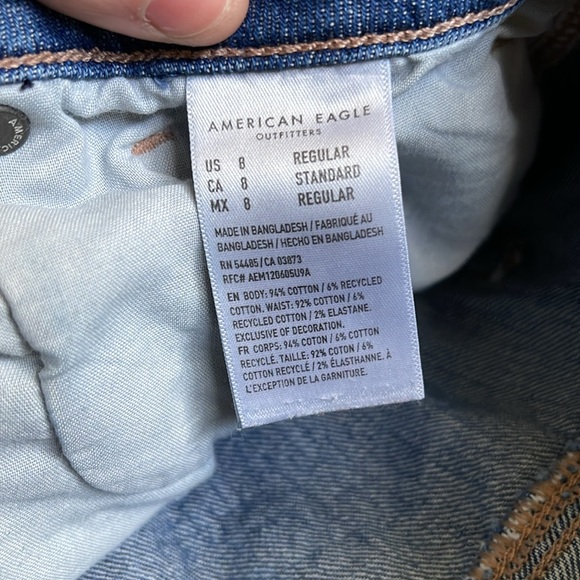 AMERICAN EAGLE
OUTFITTERS
US 8 REGULAR
CA 8 STANDARD
MX 8 REGULAR
MADE IN BANGLADESH / FABRIQUÉ AU
BANGLADESH / HECHO EN BANGLADESH
RN 54485 / CA 03873
RFC# AEM120605U9A
EN BODY: 94% COTTON / 6% RECYCLED
COTTON. WAIST: 92% COTTON / 6%
RECYCLED COTTON / 2% ELASTANE.
EXCLUSIVE OF DECORATION.
FR CORPS: 94% COTON / 6% COTON
RECYCLÉ. TAILLE: 92% COTON / 6%
COTON RECYCLÉ / 2% ÉLASTHANNE. À
L'EXCEPTION DE LA GARNITURE.
AMERIC